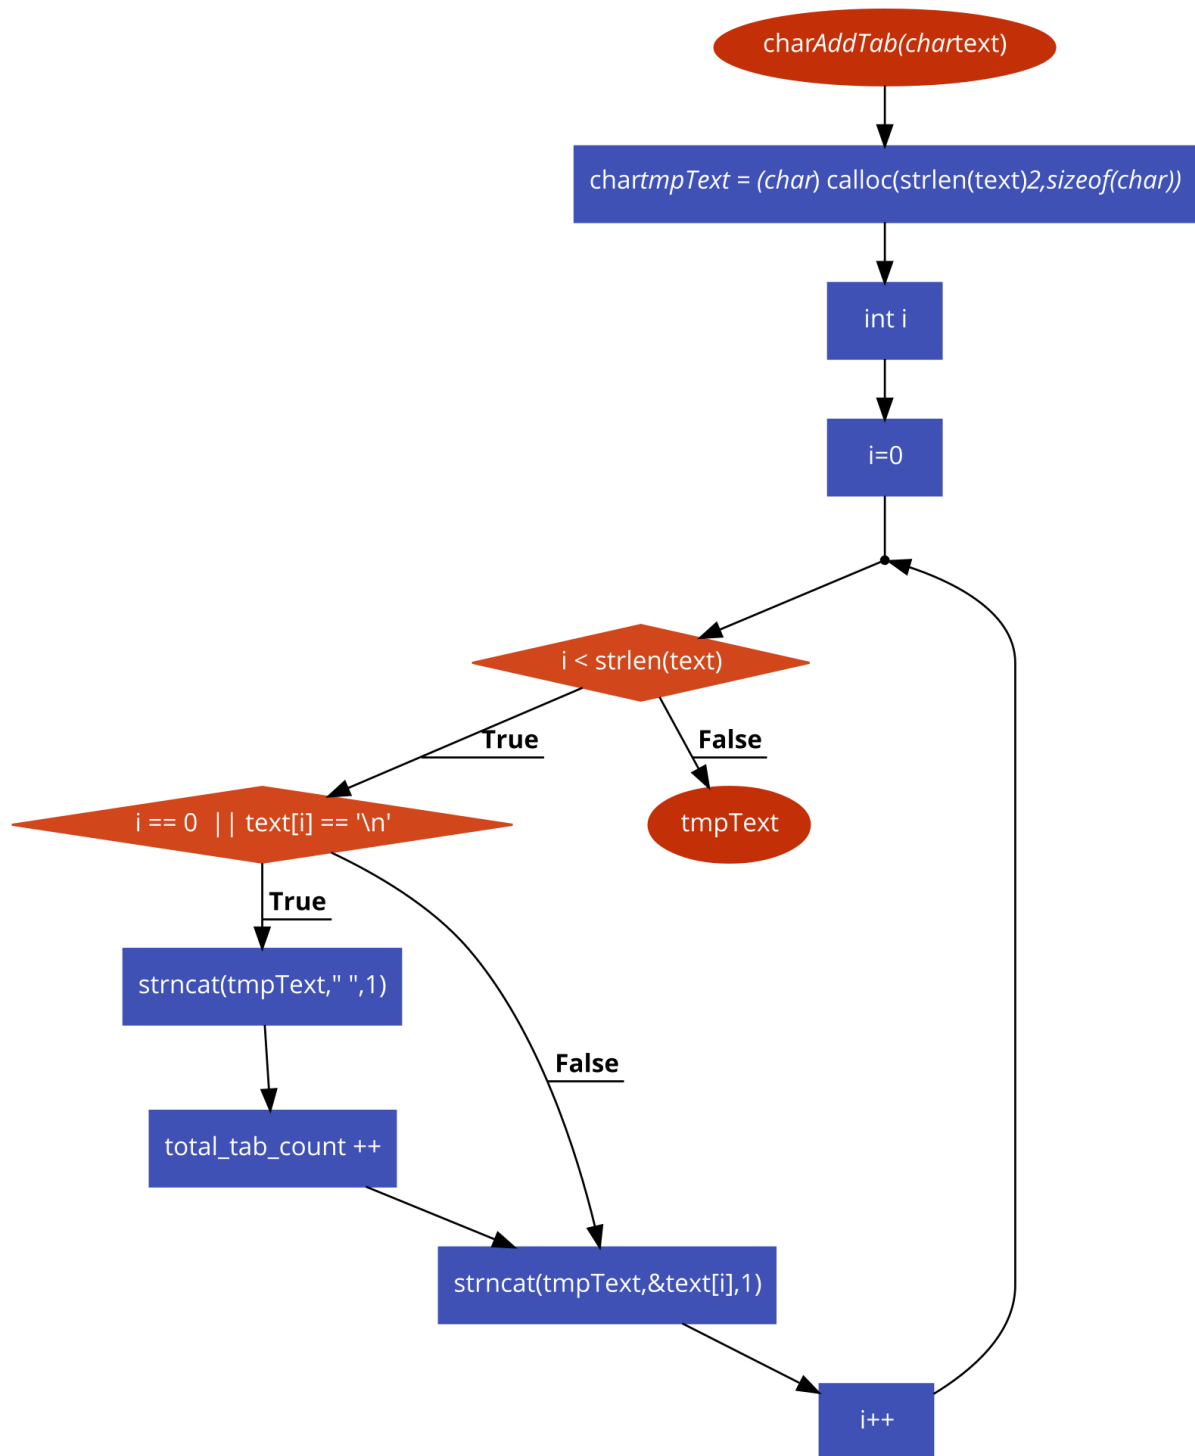 charAddTab(chartext)
chartmpText = (char) calloc(strlen(text)2,sizeof(char))
int i
i=0
i < strlen(text)
True
False
i == 0  || text[i] == '\n'
tmpText
True
strncat(tmpText," ",1)
False
total_tab_count ++
strncat(tmpText,&text[i],1)
i++